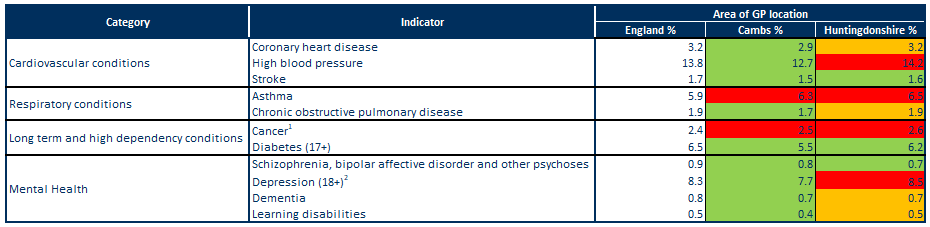 Category Indicator Area of GP location
England % Cambs % Huntingdonshire %
Cardiovascular conditions
Coronary heart disease 3.2 2.9 3.2
High blood pressure 13.8 12.7 14.2
Stroke 1.7 1.5 1.6
Respiratory conditions
Asthma 5.9 6.5
Chronic obstructive pulmonary disease 1.9 1.7 1.9
Long term and high dependency conditions
Cancer1 2.4 2.5 2.6
Diabetes (17+) 6.5 5.5 6.2
Mental Health
Schizophrenia, bipolar affective disorder and other psychoses 0.9 0.8 0.7
Depression (18+)2 8.3 7.7 8.5
Dementia 0.8 0.7 0.7
Learning disabilities 0.5 0.4 0.5